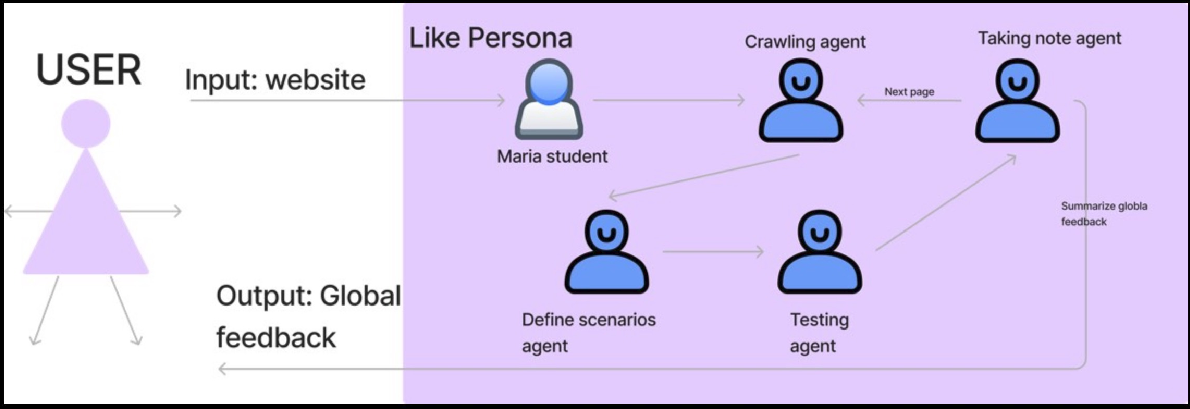 USER
Input: website
Like Persona
Maria student
Crawling agent
Next page
Taking note agent
Define scenarios
agent
Testing
agent
Summarize globla
feedback
Output: Global
feedback